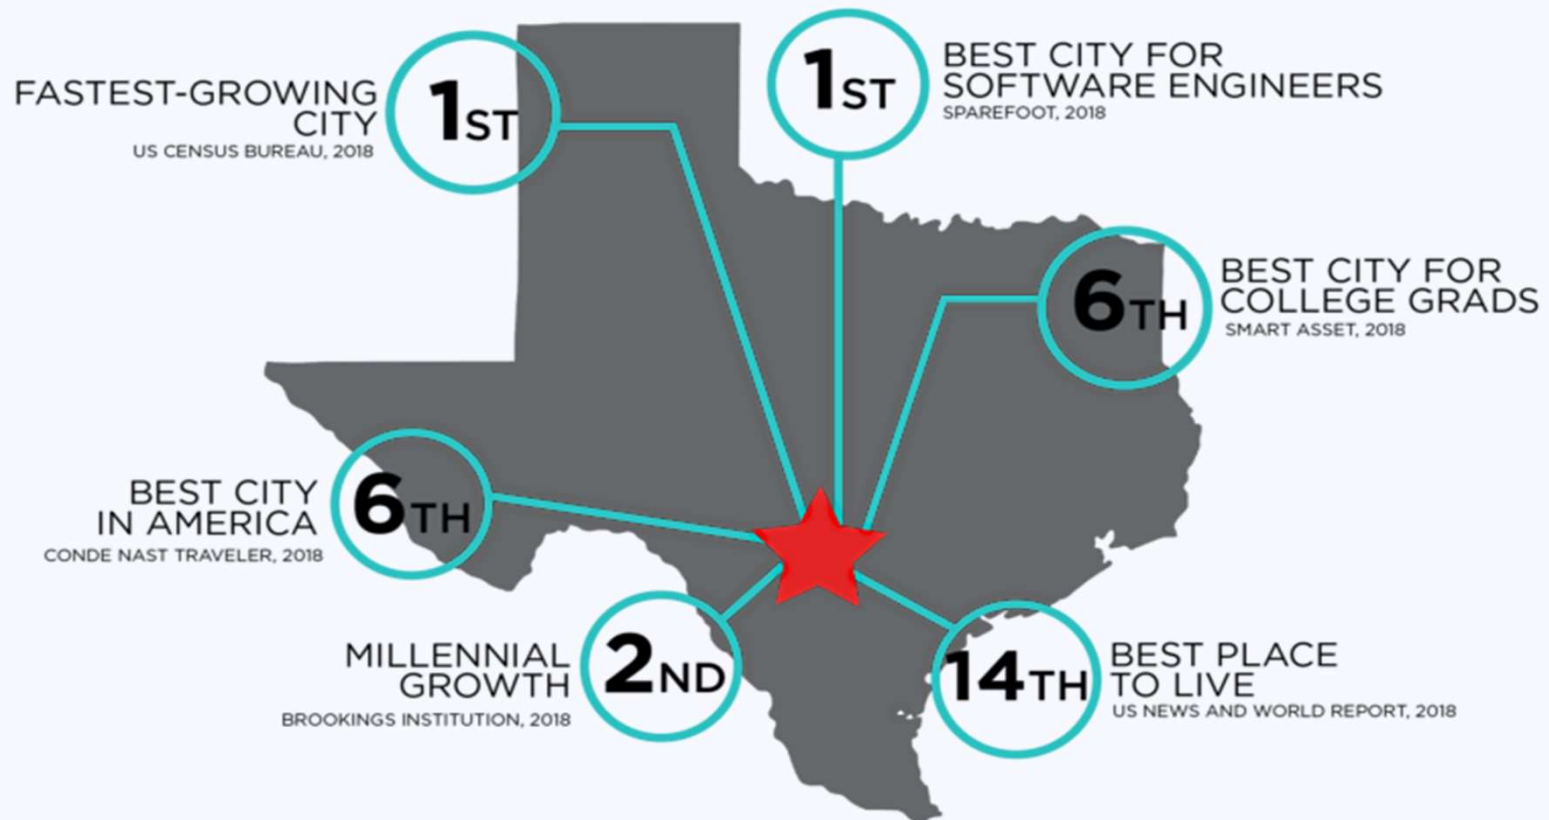 FASTEST-GROWING
CITY
US CENSUS BUREAU, 2018
1ST
1ST
BEST CITY FOR
SOFTWARE ENGINEERS
SPAREFOOT, 2018
6TH
BEST CITY FOR
COLLEGE GRADS
SMART ASSET, 2018
BEST CITY
IN AMERICA
CONDE NAST TRAVELER, 2018
6TH
MILLENNIAL
GROWTH
BROOKINGS INSTITUTION, 2018
2ND
14TH
BEST PLACE
TO LIVE
US NEWS AND WORLD REPORT, 2018